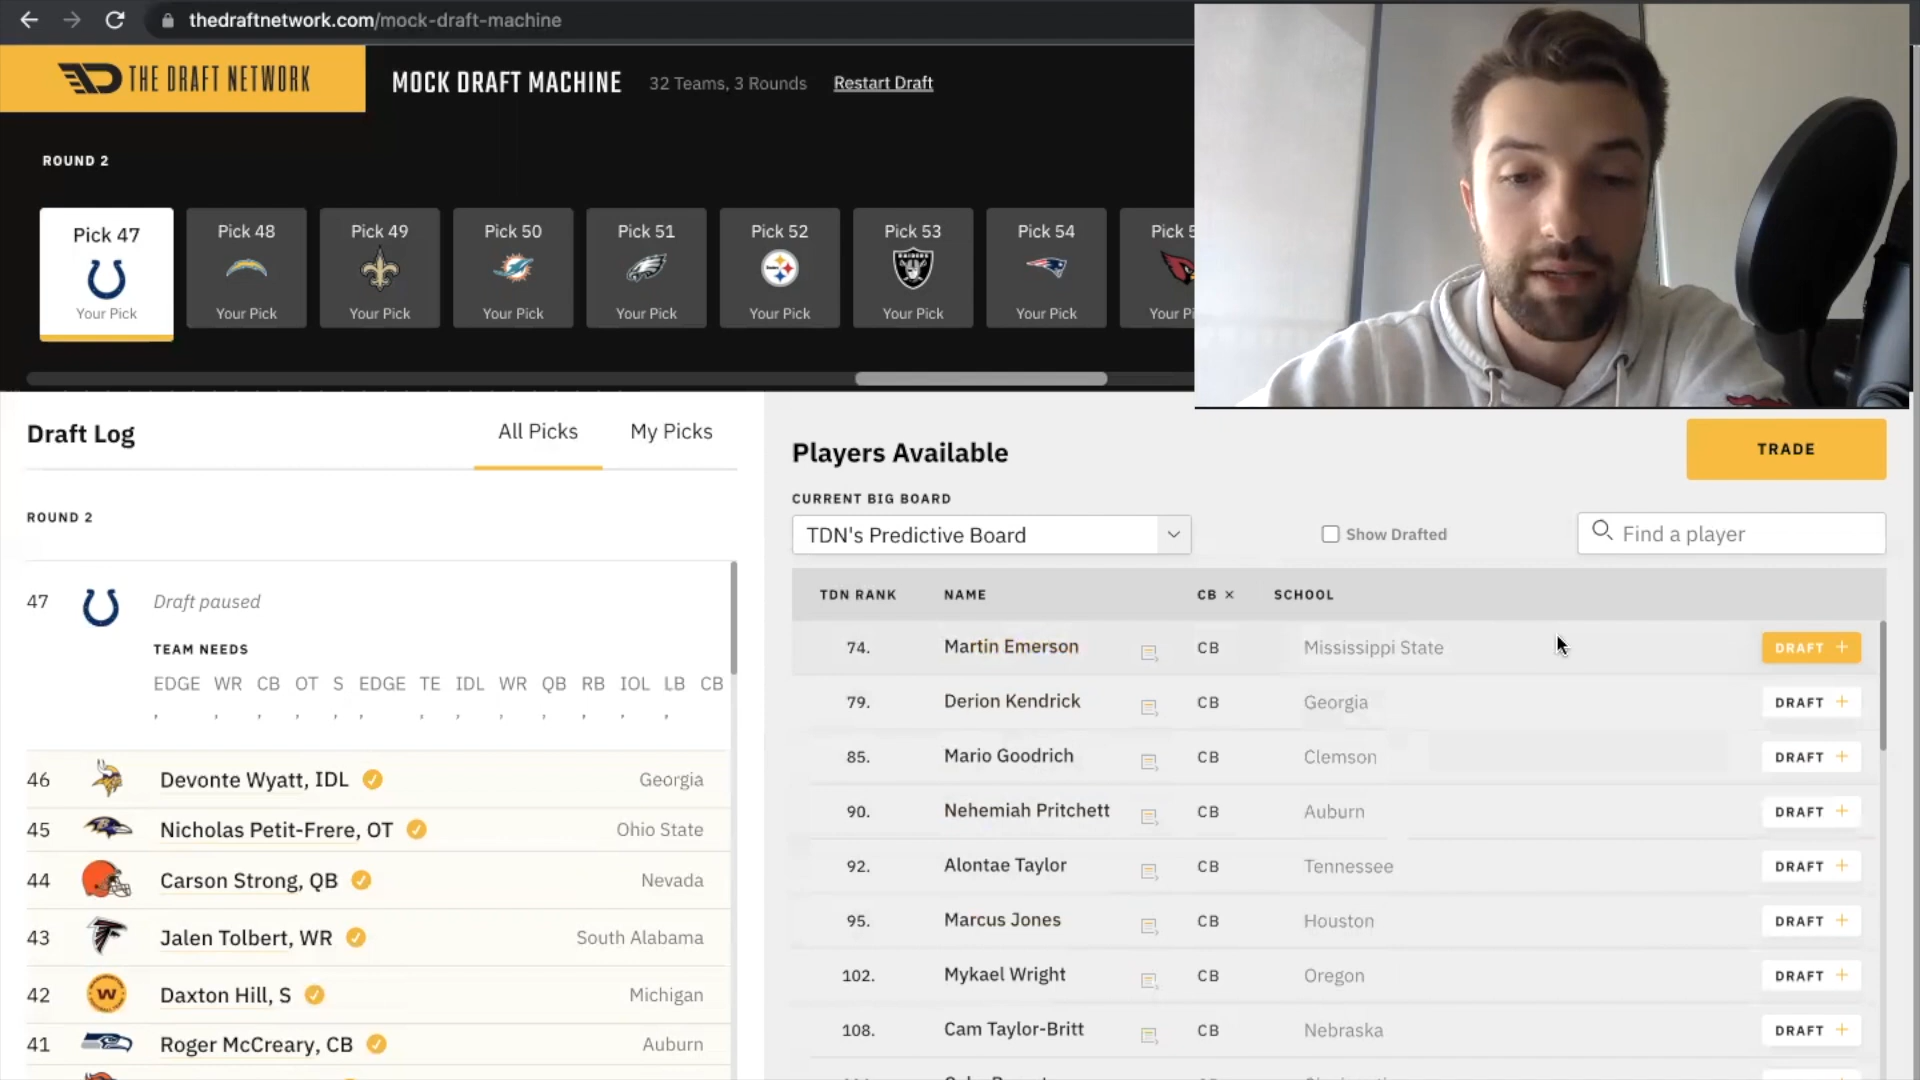 thedraftnetwork.com/mock-draft-machine
THE DRAFT NETWORK
MOCK DRAFT MACHINE
32 Teams, 3 Rounds
Restart Draft
ROUND 2
Pick 47
Your Pick
Pick 48
Your Pick
Pick 49
Your Pick
Pick 50
Your Pick
Pick 51
Your Pick
Pick 52
Your Pick
Pick 53
RAIDERS
Your Pick
Pick 54
Your Pick
Pick 5
Your Pi
Draft Log
All Picks
My Picks
ROUND 2
47
Draft paused
TEAM NEEDS
EDGE, WR, CB, OT, S, EDGE, TE, IDL, WR, QB, RB, IOL, LB, CB
46 Devonte Wyatt, IDL Georgia
45 Nicholas Petit-Frere, OT Ohio State
44 Carson Strong, QB Nevada
43 Jalen Tolbert, WR South Alabama
42 W Daxton Hill, S Michigan
41 Roger McCreary, CB Auburn
Players Available
TRADE
CURRENT BIG BOARD
TDN's Predictive Board
Show Drafted
Find a player
TDN RANK NAME CB × SCHOOL
74. Martin Emerson CB Mississippi State DRAFT +
79. Derion Kendrick CB Georgia DRAFT +
85. Mario Goodrich CB Clemson DRAFT +
90. Nehemiah Pritchett CB Auburn DRAFT +
92. Alontae Taylor CB Tennessee DRAFT +
95. Marcus Jones CB Houston DRAFT +
102. Mykael Wright CB Oregon DRAFT +
108. Cam Taylor-Britt CB Nebraska DRAFT +